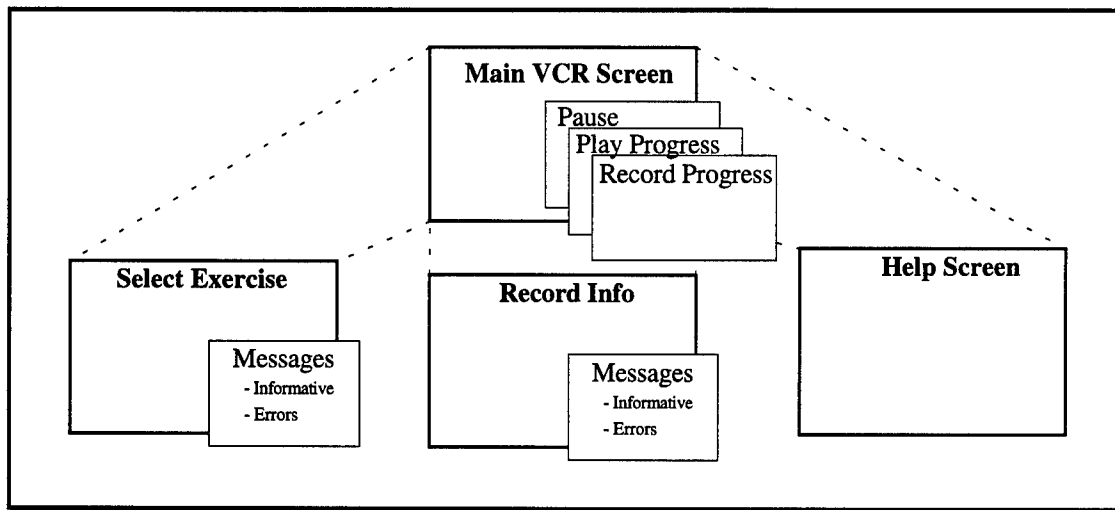 Main VCR Screen
Pause
Play Progress
Record Progress
Select Exercise
Messages
- Informative
- Errors
Record Info
Messages
- Informative
- Errors
Help Screen